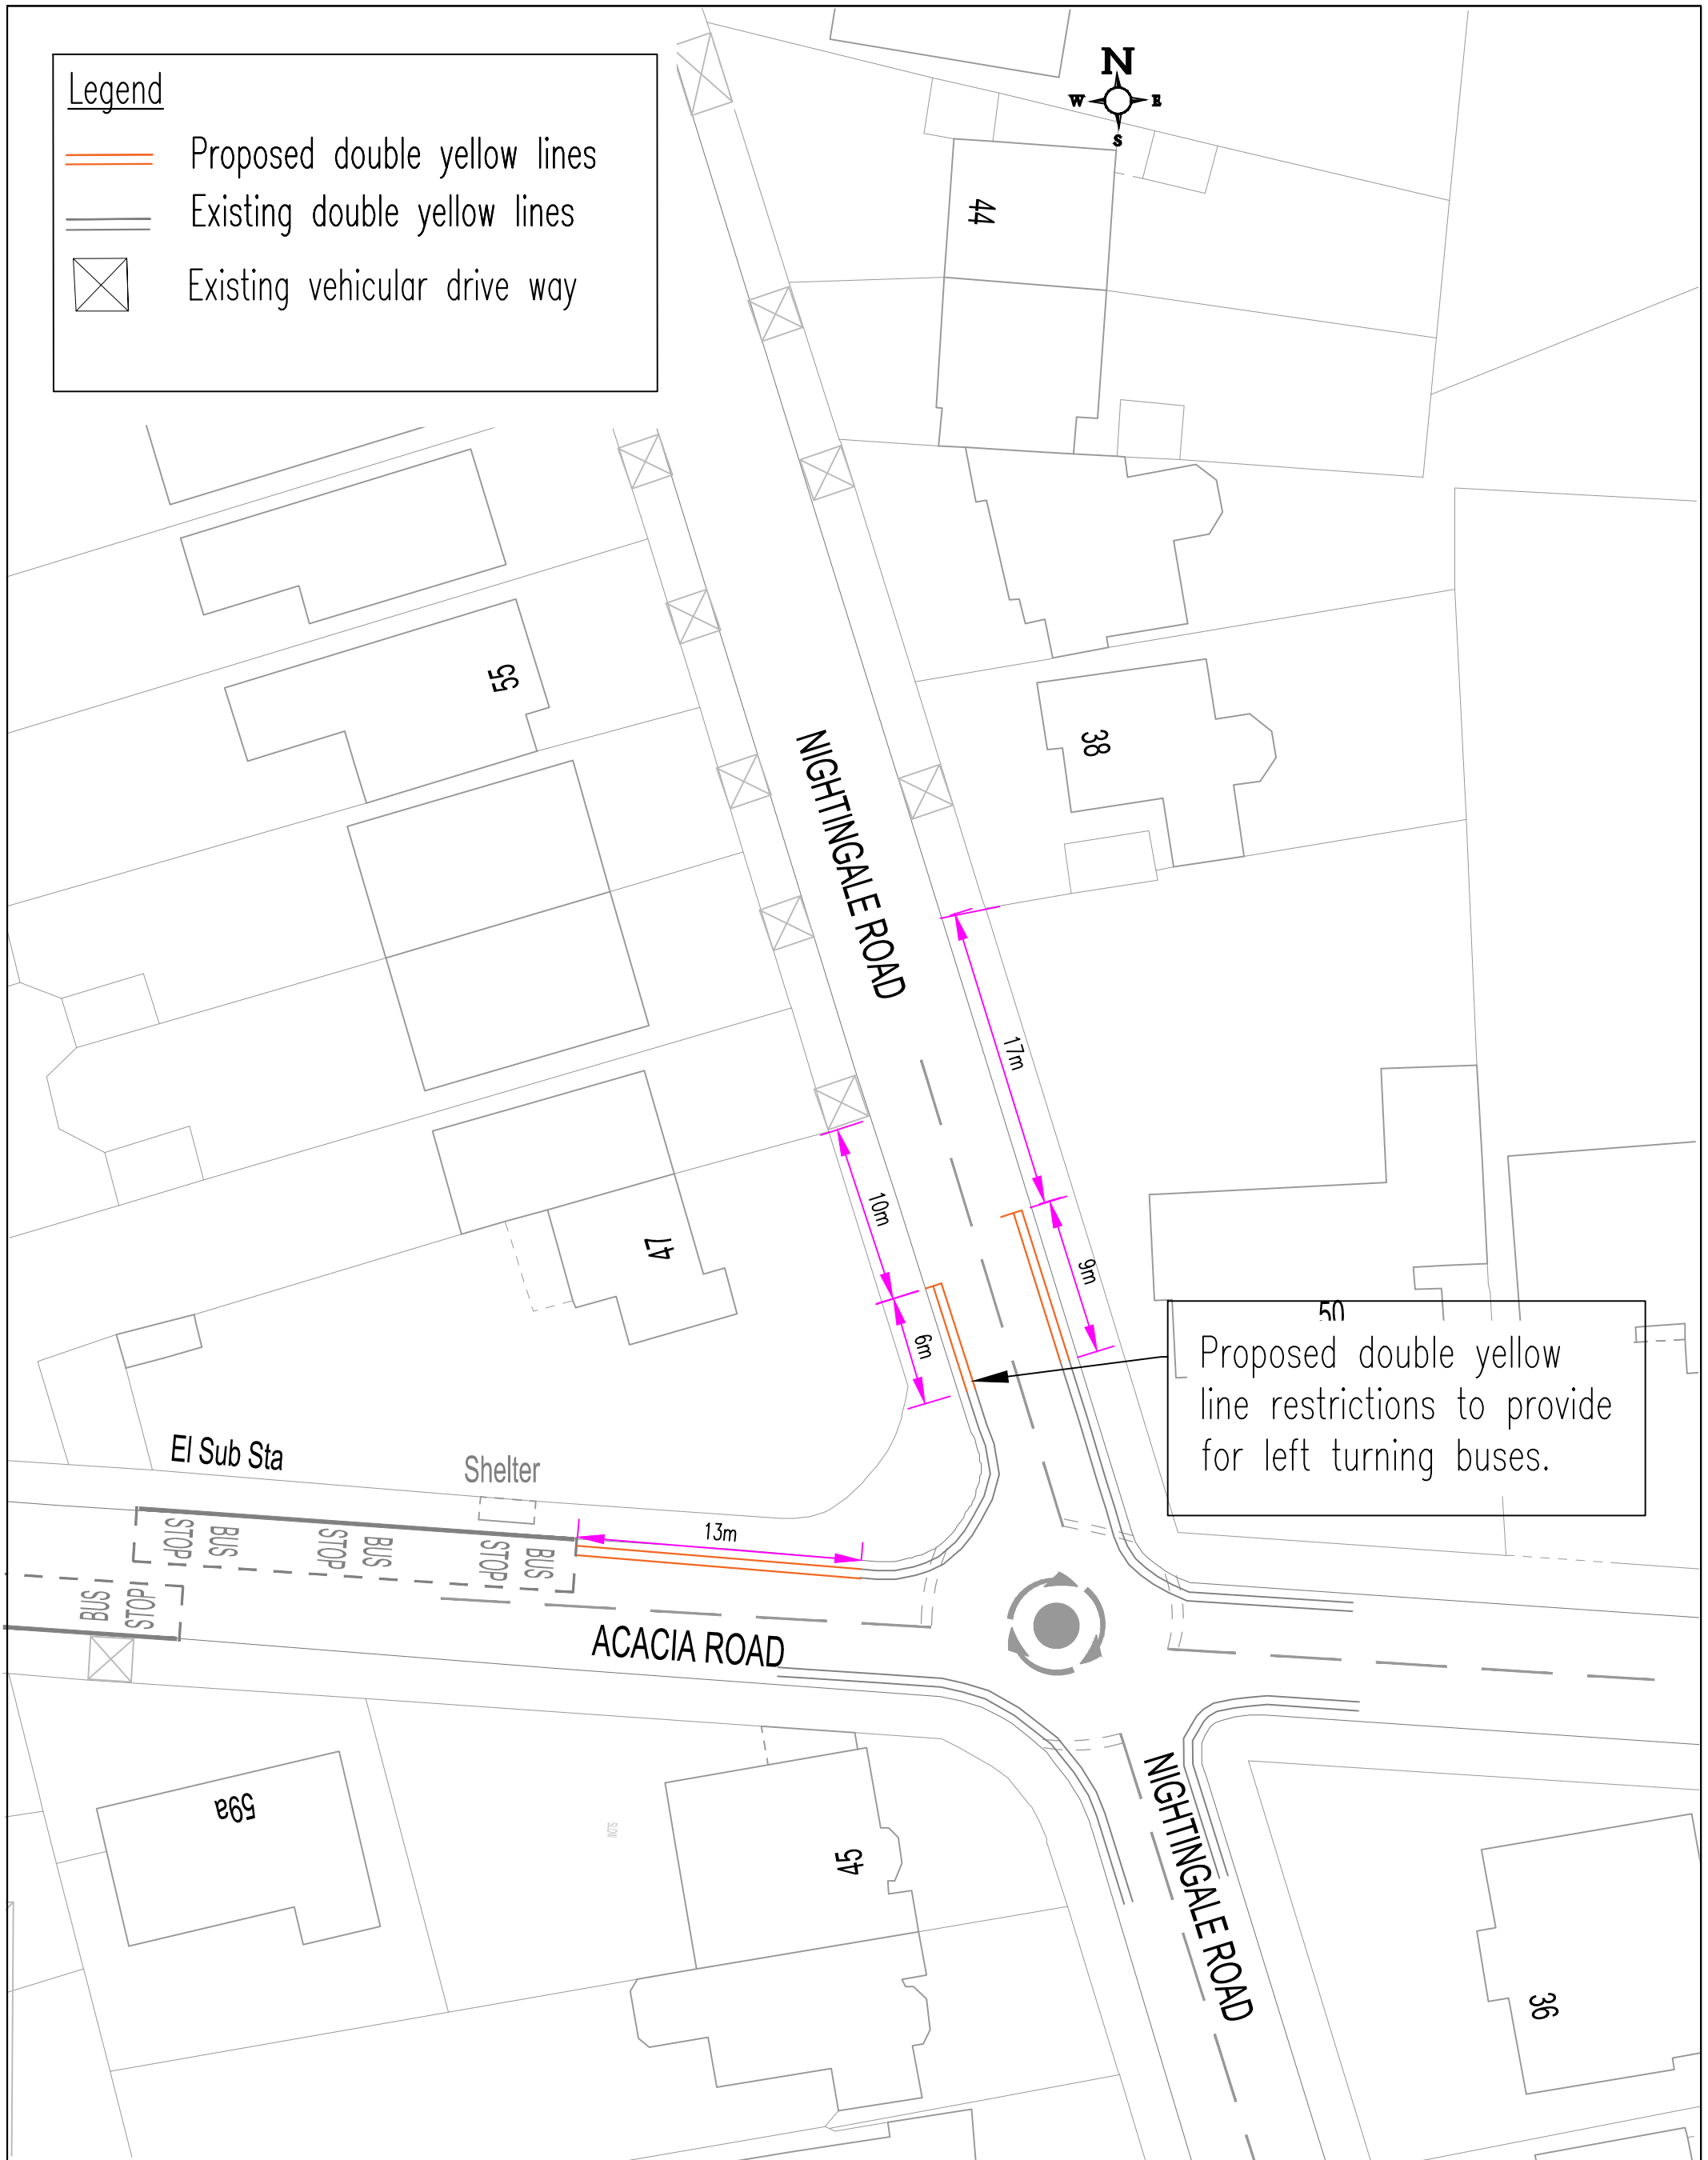 Legend
Proposed double yellow lines
Existing double yellow lines
Existing vehicular drive way
N
W
E
S
44
55
38
NIGHTINGALE ROAD
17m
10m
9m
47
6m
50
Proposed double yellow
line restrictions to provide
for left turning buses.
El Sub Sta
Shelter
13m
BUS
STOP
BUS
STOP
BUS
STOP
BUS
STOP
ACACIA ROAD
59a
SLOW
45
NIGHTINGALE ROAD
36